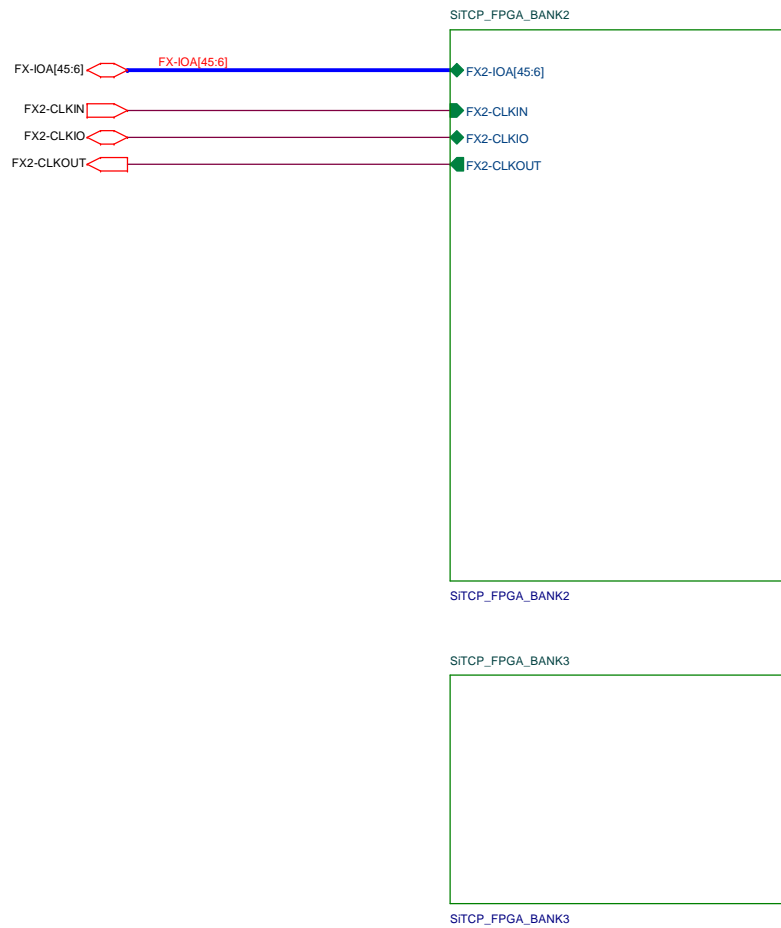 SiTCP_FPGA_BANK2
FX-IOA[45:6]
FX-IOA[45:6]
FX2-IOA[45:6]
FX2-CLKIN
FX2-CLKIN
FX2-CLKIO
FX2-CLKIO
FX2-CLKOUT
FX2-CLKOUT
SiTCP_FPGA_BANK2
SiTCP_FPGA_BANK3
SiTCP_FPGA_BANK3